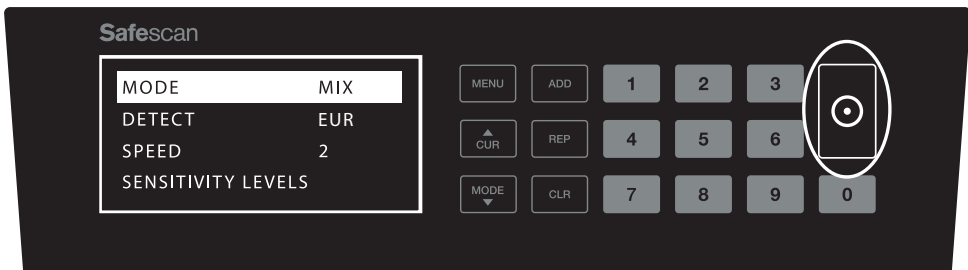 Safescan
MODE MIX
DETECT EUR
SPEED 2
SENSITIVITY LEVELS
MENU ADD 1 2 3
CUR REP 4 5 6
MODE CLR 7 8 9 0